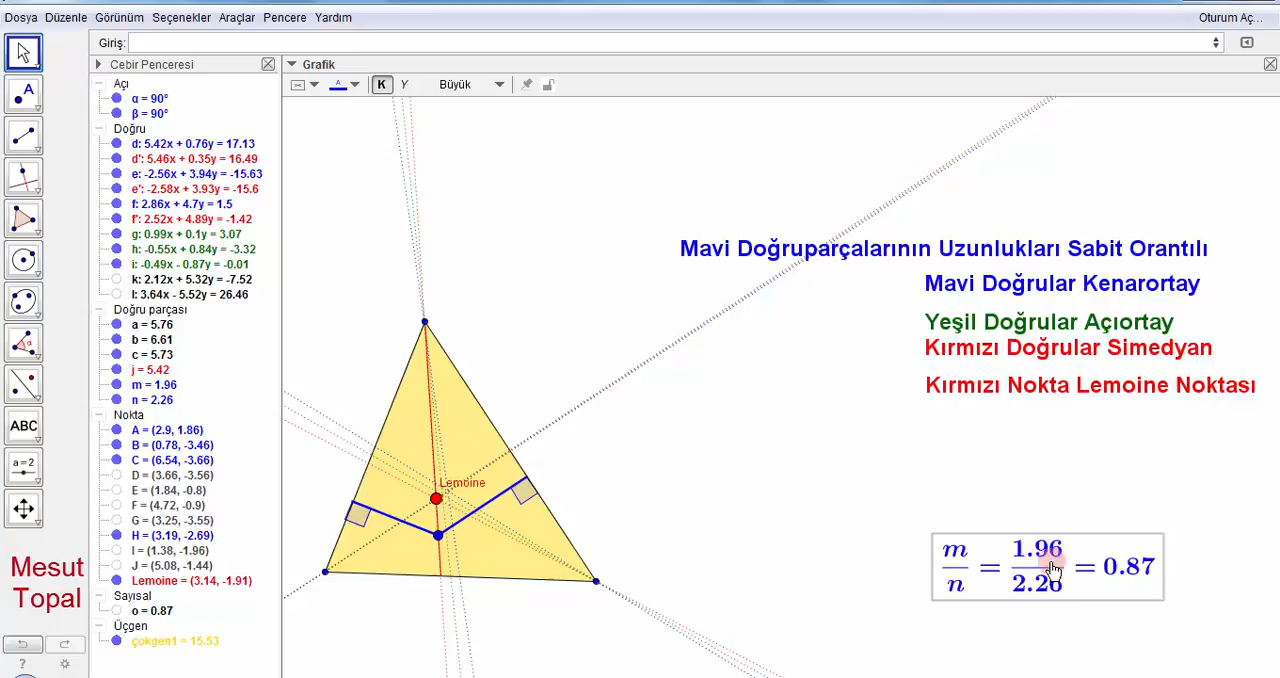 Dosya Düzenle Görünüm Seçenekler Araçlar Pencere Yardım
Oturum Aç...
Giriş:
Cebir Penceresi
Grafik
K Y Büyük
Açı
α = 90°
β = 90°
Doğru
d: 5.42x + 0.76y = 17.13
d': 5.46x + 0.35y = 16.49
e: -2.56x + 3.94y = -15.63
e': -2.58x + 3.93y = -15.6
f: 2.86x + 4.7y = 1.5
f': 2.52x + 4.89y = -1.42
g: 0.99x + 0.1y = 3.07
h: -0.55x + 0.84y = -3.32
i: -0.49x - 0.87y = -0.01
k: 2.12x + 5.32y = -7.52
l: 3.64x - 5.52y = 26.46
Doğru parçası
a = 5.76
b = 6.61
c = 5.73
j = 5.42
m = 1.96
n = 2.26
Nokta
A = (2.9, 1.86)
B = (0.78, -3.46)
C = (6.54, -3.66)
D = (3.66, -3.56)
E = (1.84, -0.8)
F = (4.72, -0.9)
G = (3.25, -3.55)
H = (3.19, -2.69)
I = (1.38, -1.96)
J = (5.08, -1.44)
Lemoine = (3.14, -1.91)
Sayısal
o = 0.87
Üçgen
çokgen1 = 15.53
A
α
ABC
a=2
Mesut
Topal
?
Mavi Doğruparçalarının Uzunlukları Sabit Orantılı
Mavi Doğrular Kenarortay
Yeşil Doğrular Açıortay
Kırmızı Doğrular Simedyan
Kırmızı Nokta Lemoine Noktası
Lemoine
m/n = 1.96/2.26 = 0.87